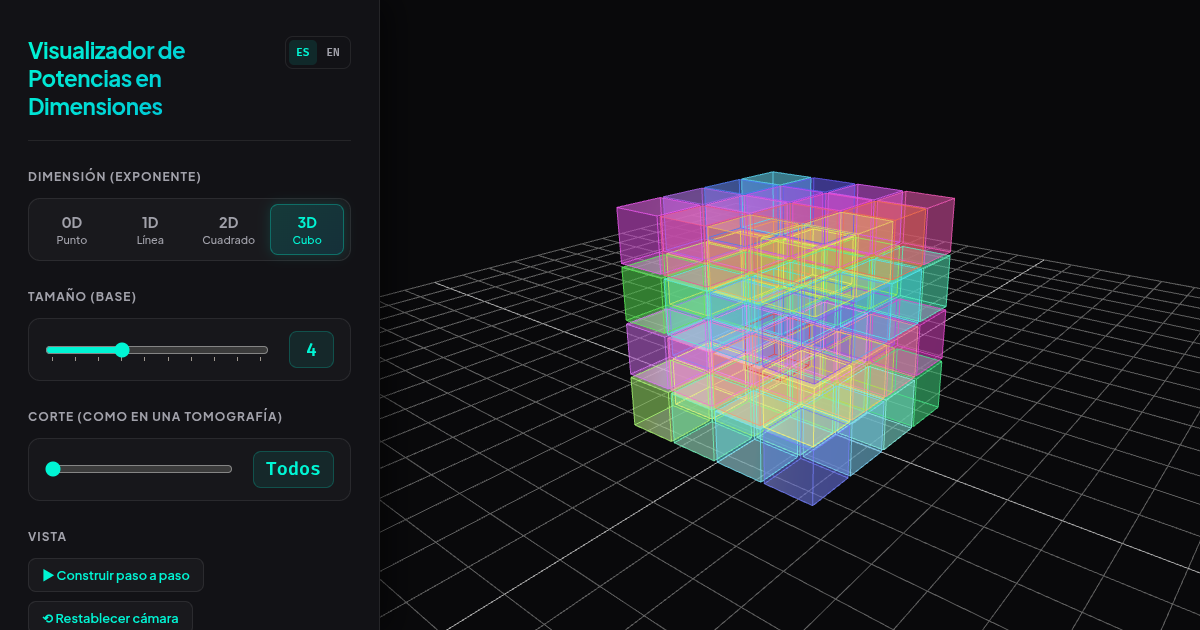 Visualizador de
Potencias en
Dimensiones
ES EN
DIMENSIÓN (EXPONENTE)
0D 1D 2D 3D
Punto Línea Cuadrado Cubo
TAMAÑO (BASE)
4
CORTE (COMO EN UNA TOMOGRAFÍA)
Todos
VISTA
▶ Construir paso a paso
⟲ Restablecer cámara